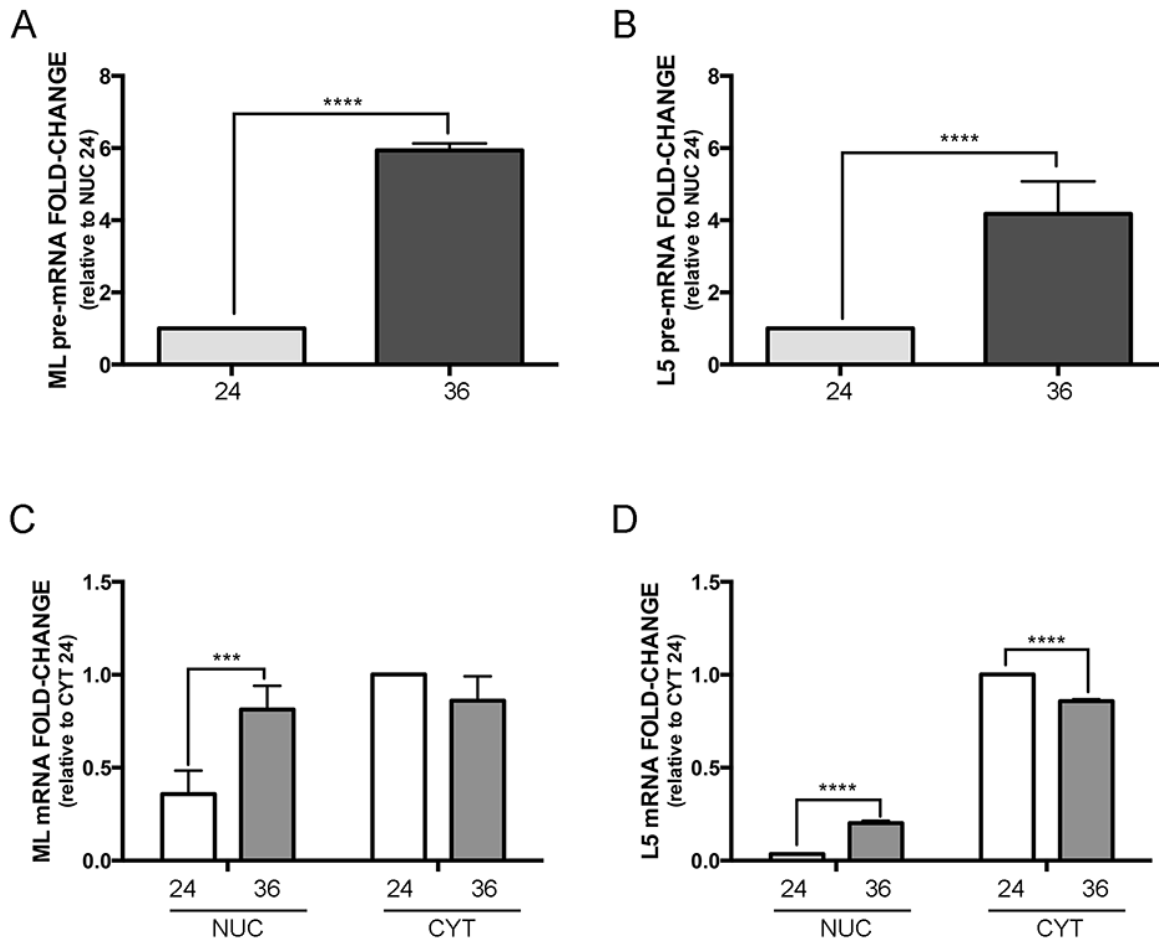 A
ML pre-mRNA FOLD-CHANGE
(relative to NUC 24)
8
6
4
2
0
****
24
36
B
L5 pre-mRNA FOLD-CHANGE
(relative to NUC 24)
8
6
4
2
0
****
24
36
C
ML mRNA FOLD-CHANGE
(relative to CYT 24)
1.5
1.0
0.5
0.0
***
24 36 24 36
NUC CYT
D
L5 mRNA FOLD-CHANGE
(relative to CYT 24)
1.5
1.0
0.5
0.0
****
****
24 36 24 36
NUC CYT